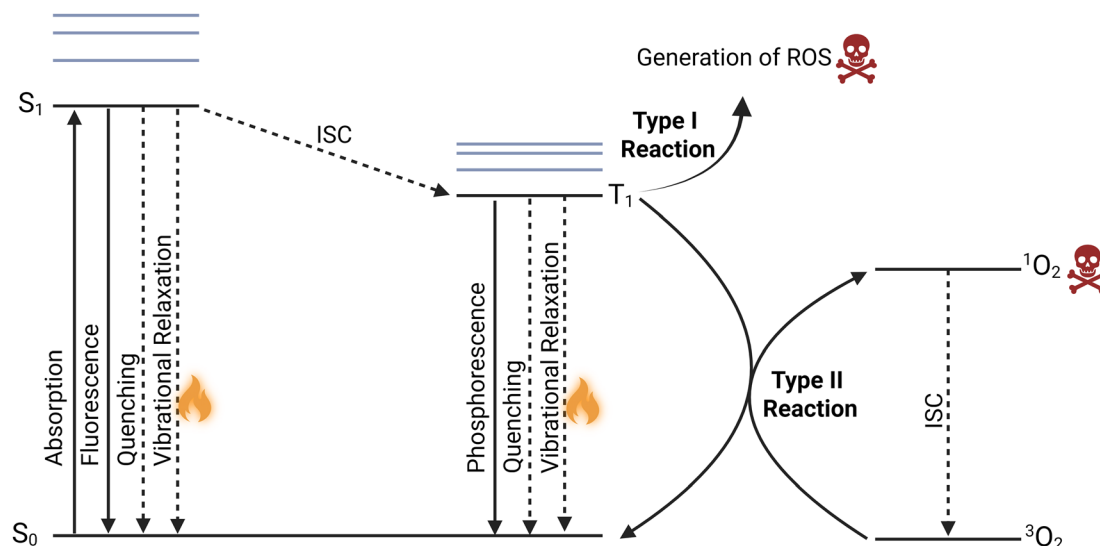 Generation of ROS
S₁
ISC
Type I
Reaction
T₁
Absorption
Fluorescence
Quenching
Vibrational Relaxation
Phosphorescence
Quenching
Vibrational Relaxation
¹O₂
Type II
Reaction
ISC
S₀
³O₂